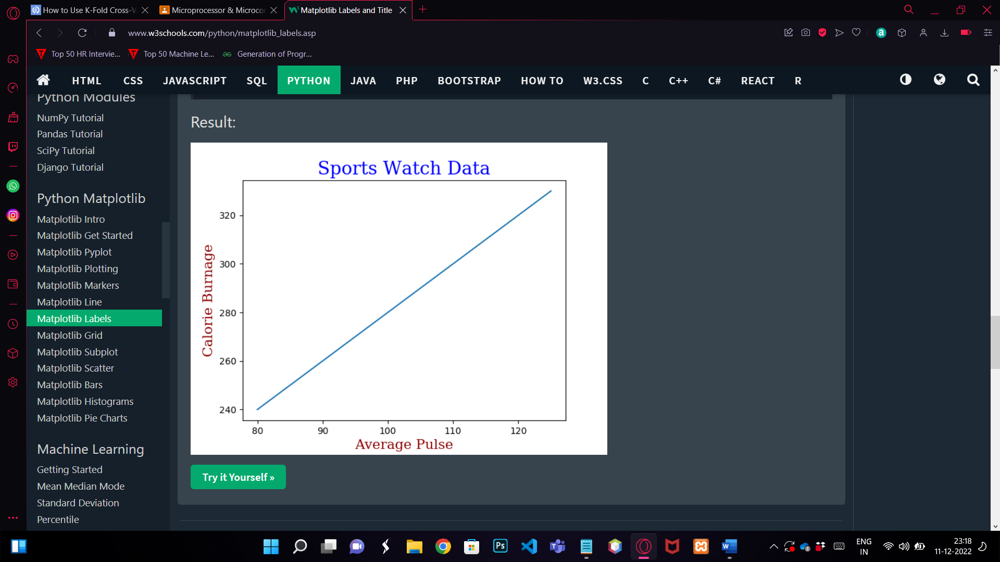 How to Use K-Fold Cross-V
Microprocessor & Microcor
Matplotlib Labels and Title
www.w3schools.com/python/matplotlib_labels.asp
Top 50 HR Intervie...
Top 50 Machine Le...
Generation of Progr...
HTML
CSS
JAVASCRIPT
SQL
PYTHON
JAVA
PHP
BOOTSTRAP
HOW TO
W3.CSS
C
C++
C#
REACT
R
Python Modules
NumPy Tutorial
Pandas Tutorial
SciPy Tutorial
Django Tutorial
Python Matplotlib
Matplotlib Intro
Matplotlib Get Started
Matplotlib Pyplot
Matplotlib Plotting
Matplotlib Markers
Matplotlib Line
Matplotlib Labels
Matplotlib Grid
Matplotlib Subplot
Matplotlib Scatter
Matplotlib Bars
Matplotlib Histograms
Matplotlib Pie Charts
Machine Learning
Getting Started
Mean Median Mode
Standard Deviation
Percentile
Result:
Sports Watch Data
Calorie Burnage
320
300
280
260
240
80
90
100
110
120
Average Pulse
Try it Yourself »
Ps
ENG
IN
23:18
11-12-2022